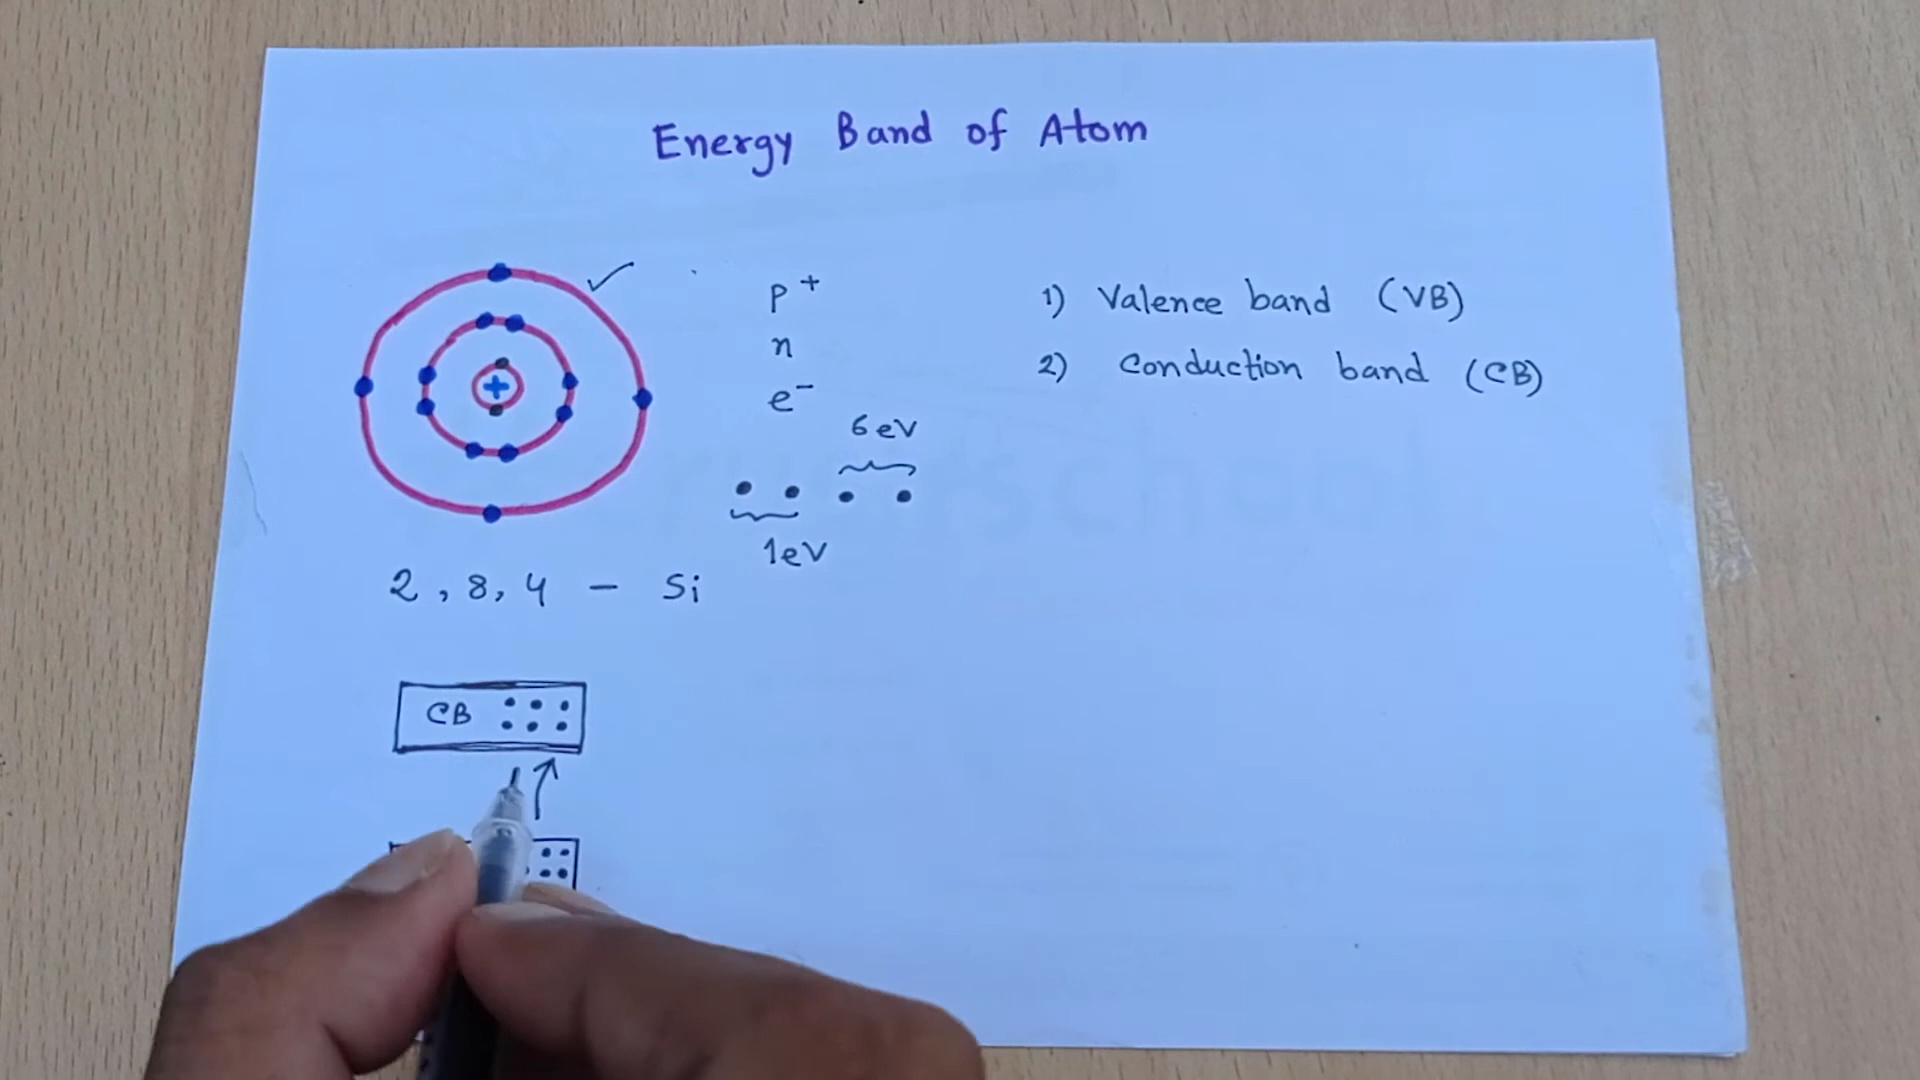 Energy Band of Atom
+
p+
n
e-
6eV
1eV
2, 8, 4 - Si
1) Valence band (VB)
2) Conduction band (CB)
CB